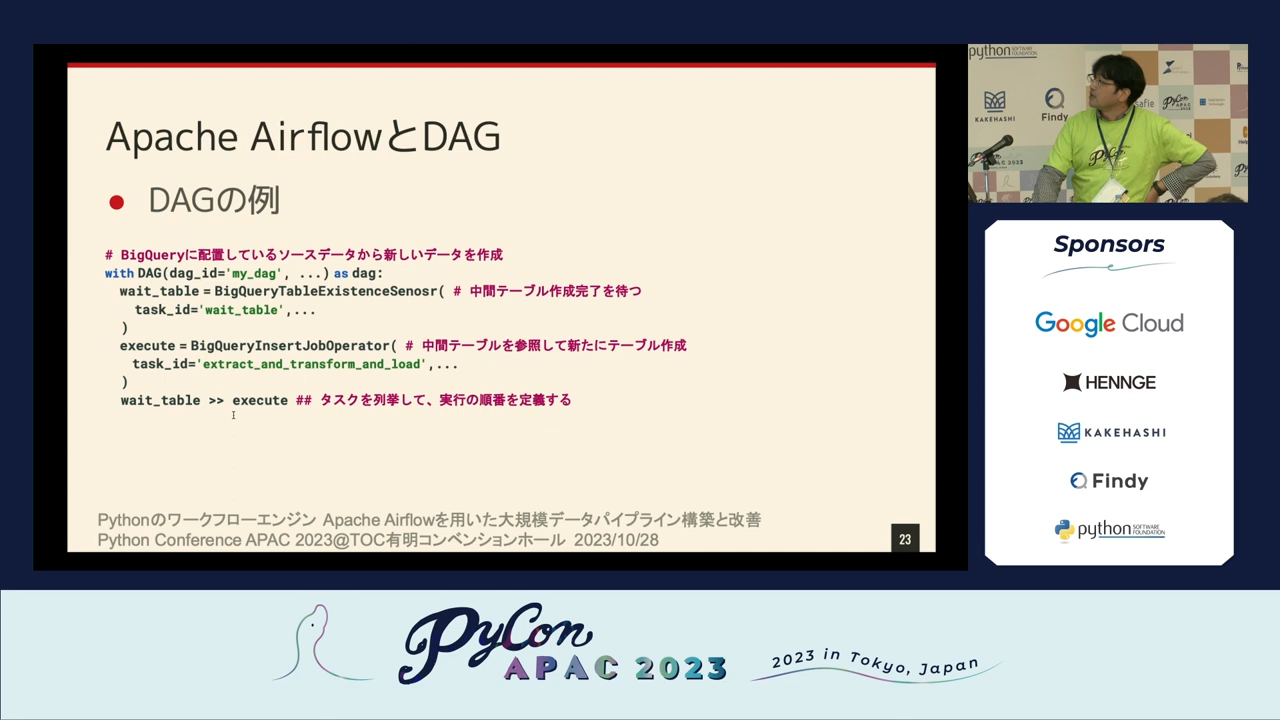 Apache AirflowとDAG
● DAGの例
# BigQueryに配置しているソースデータから新しいデータを作成
with DAG(dag_id='my_dag', ...) as dag:
wait_table = BigQueryTableExistenceSenosr( # 中間テーブル作成完了を待つ
task_id='wait_table',...
)
execute = BigQueryInsertJobOperator( # 中間テーブルを参照して新たにテーブル作成
task_id='extract_and_transform_and_load',...
)
wait_table >> execute ## タスクを列挙して、実行の順番を定義する
Pythonのワークフローエンジン Apache Airflowを用いた大規模データパイプライン構築と改善
Python Conference APAC 2023@TOC有明コンベンションホール 2023/10/28
23
python SOFTWARE FOUNDATION
KAKEHASHI
Findy
safie
PyCon APAC 2023
Sponsors
Google Cloud
HENNGE
KAKEHASHI
Findy
python SOFTWARE FOUNDATION
PyCon
APAC 2023
2023 in Tokyo, Japan